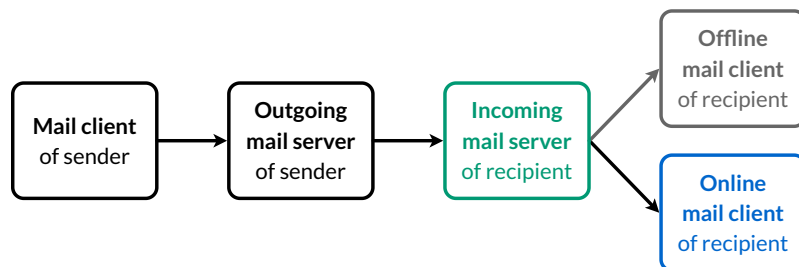 Mail client
of sender
Outgoing
mail server
of sender
Incoming
mail server
of recipient
Offline
mail client
of recipient
Online
mail client
of recipient